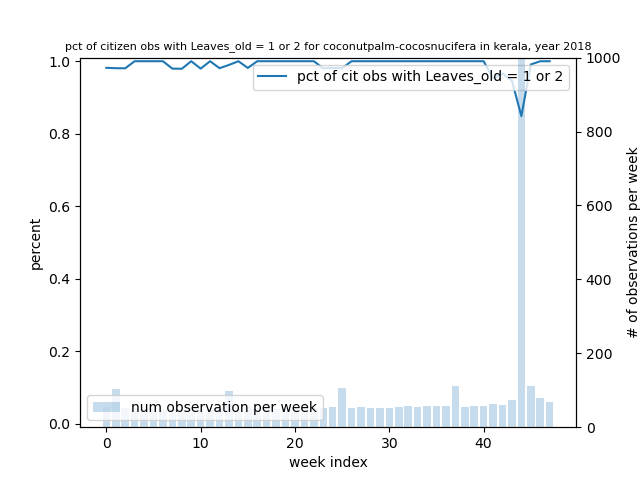 pct of citizen obs with Leaves_old = 1 or 2 for coconutpalm-cocosnucifera in kerala, year 2018
pct of cit obs with Leaves_old = 1 or 2
1.0
0.8
0.6
0.4
0.2
0.0
percent
1000
800
600
400
200
0
# of observations per week
num observation per week
0
10
20
30
40
week index